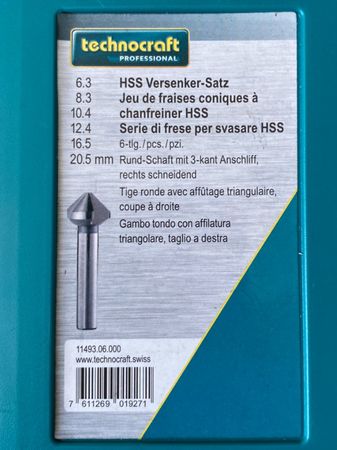 technocraft
PROFESSIONAL
6.3 HSS Versenker-Satz
8.3 Jeu de fraises coniques à
10.4 chanfreiner HSS
12.4 Serie di frese per svasare HSS
16.5 6-tlg./pcs./pzi.
20.5 mm Rund-Schaft mit 3-kant Anschliff,
rechts schneidend
Tige ronde avec affûtage triangulaire,
coupe à droite
Gambo tondo con affilatura
triangolare, taglio a destra
11493.06.000
www.technocraft.swiss
7 611269 019271